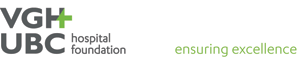 VGH+
UBC hospital foundation
ensuring excellence